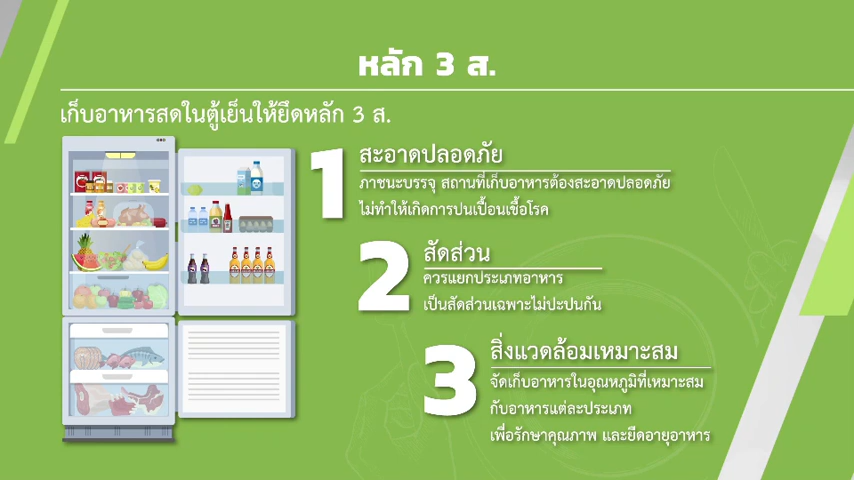 หลัก 3 ส.
เก็บอาหารสดในตู้เย็นให้ยึดหลัก 3 ส.
1 สะอาดปลอดภัย
ภาชนะบรรจุ สถานที่เก็บอาหารต้องสะอาดปลอดภัย
ไม่ทำให้เกิดการปนเปื้อนเชื้อโรค
2 สัดส่วน
ควรแยกประเภทอาหาร
เป็นสัดส่วนเฉพาะไม่ปะปนกัน
3 สิ่งแวดล้อมเหมาะสม
จัดเก็บอาหารในอุณหภูมิที่เหมาะสม
กับอาหารแต่ละประเภท
เพื่อรักษาคุณภาพ และยืดอายุอาหาร